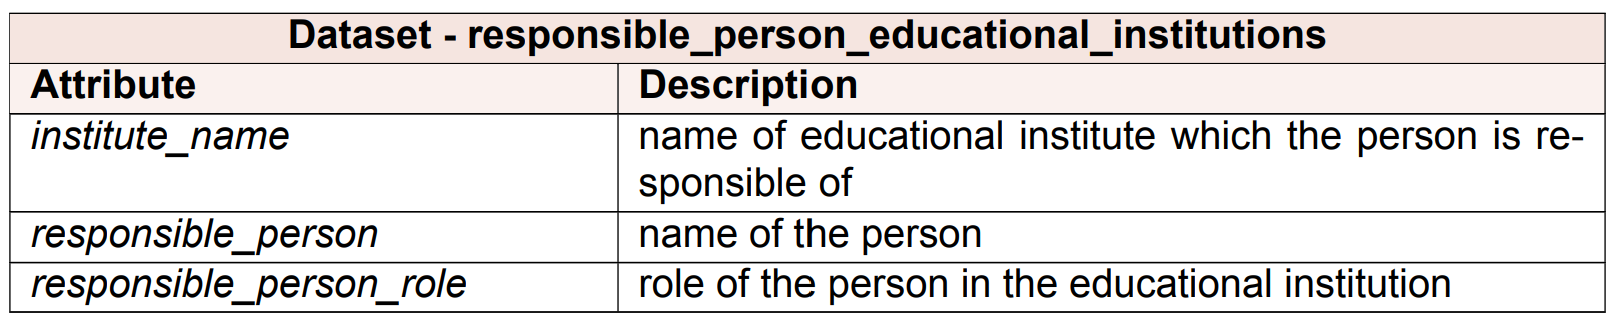 Dataset - responsible_person_educational_institutions
Attribute Description
institute_name name of educational institute which the person is re-
sponsible of
responsible_person name of the person
responsible_person_role role of the person in the educational institution